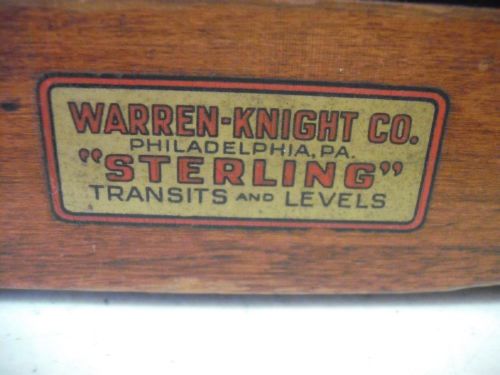 WARREN-KNIGHT CO.
PHILADELPHIA, PA.
"STERLING"
TRANSITS AND LEVELS